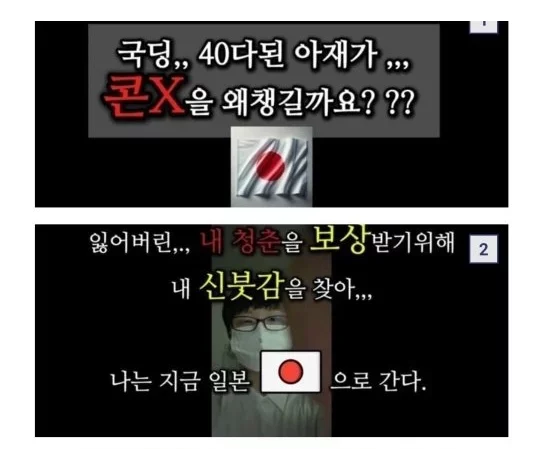 1
국딩,, 40다된 아재가 ,,,
콘X을 왜챙길까요? ??
잃어버린,,, 내 청춘을 보상받기위해
2
내 신붓감을 찾아,,,
나는 지금 일본 으로 간다.